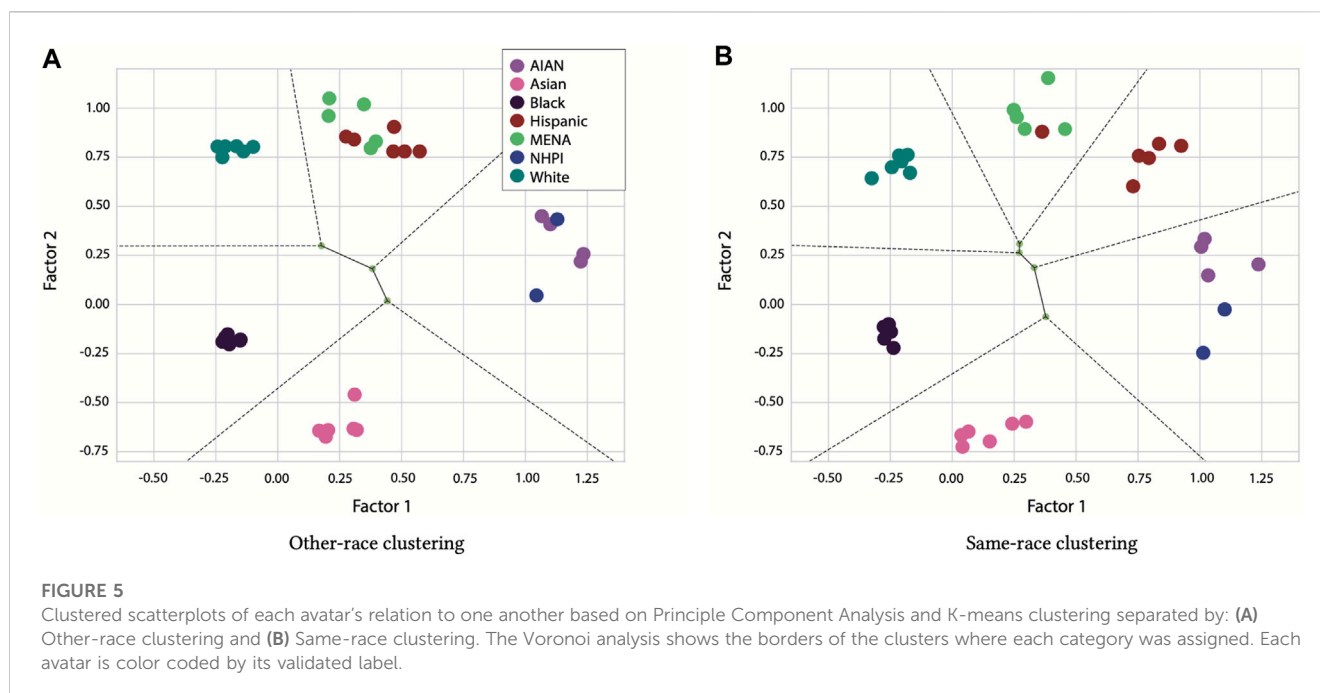 A
AIAN
Asian
Black
Hispanic
MENA
NHPI
White
1.00
0.75
0.50
0.25
0.00
-0.25
-0.50
-0.75
Factor 2
-0.50 -0.25 0.00 0.25 0.50 0.75 1.00 1.25
Factor 1
Other-race clustering
B
1.00
0.75
0.50
0.25
0.00
-0.25
-0.50
-0.75
Factor 2
-0.50 -0.25 0.00 0.25 0.50 0.75 1.00 1.25
Factor 1
Same-race clustering
FIGURE 5
Clustered scatterplots of each avatar's relation to one another based on Principle Component Analysis and K-means clustering separated by: (A)
Other-race clustering and (B) Same-race clustering. The Voronoi analysis shows the borders of the clusters where each category was assigned. Each
avatar is color coded by its validated label.